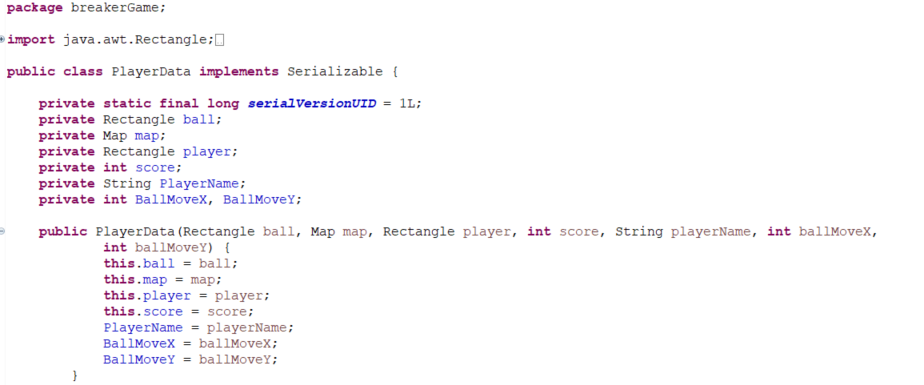 package breakerGame;
import java.awt.Rectangle;
public class PlayerData implements Serializable {
private static final long serialVersionUID = 1L;
private Rectangle ball;
private Map map;
private Rectangle player;
private int score;
private String PlayerName;
private int BallMoveX, BallMoveY;
public PlayerData(Rectangle ball, Map map, Rectangle player, int score, String playerName, int ballMoveX,
int ballMoveY) {
this.ball = ball;
this.map = map;
this.player = player;
this.score = score;
PlayerName = playerName;
BallMoveX = ballMoveX;
BallMoveY = ballMoveY;
}